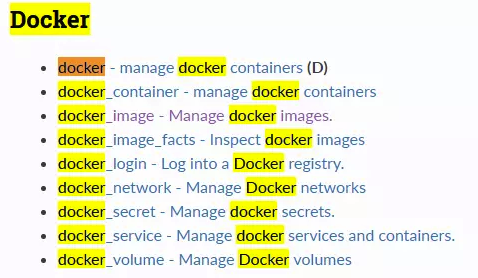 Docker
docker - manage docker containers (D)
docker_container - manage docker containers
docker_image - Manage docker images.
docker_image_facts - Inspect docker images
docker_login - Log into a Docker registry.
docker_network - Manage Docker networks
docker_secret - Manage docker secrets.
docker_service - Manage docker services and containers.
docker_volume - Manage Docker volumes